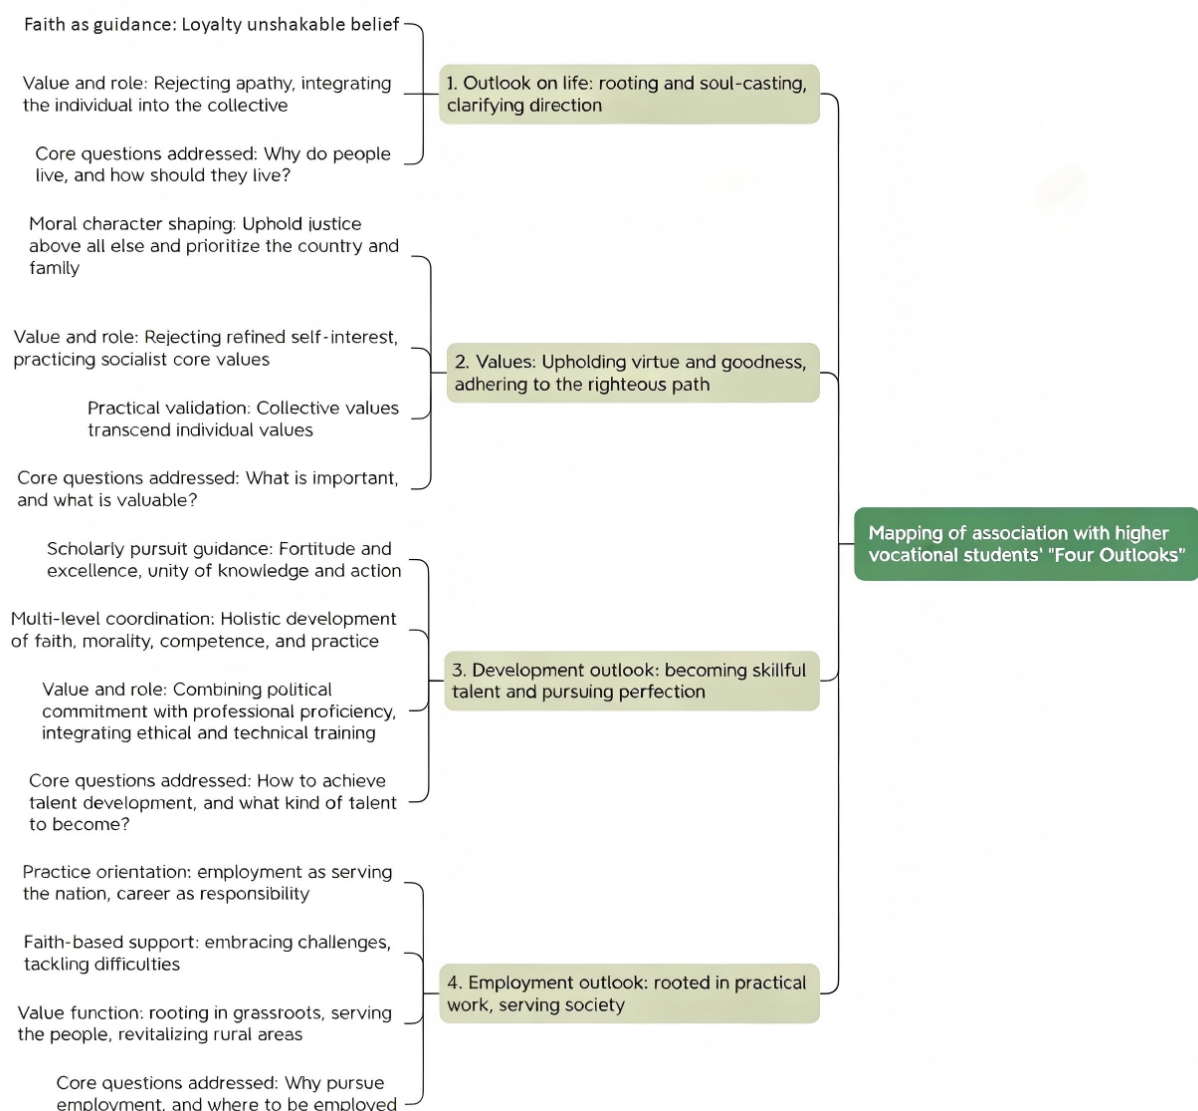 Faith as guidance: Loyalty unshakable belief
Value and role: Rejecting apathy, integrating
the individual into the collective
Core questions addressed: Why do people
live, and how should they live?
1. Outlook on life: rooting and soul-casting,
clarifying direction
Moral character shaping: Uphold justice
above all else and prioritize the country and
family
Value and role: Rejecting refined self-interest,
practicing socialist core values
Practical validation: Collective values
transcend individual values
Core questions addressed: What is important,
and what is valuable?
2. Values: Upholding virtue and goodness,
adhering to the righteous path
Scholarly pursuit guidance: Fortitude and
excellence, unity of knowledge and action
Multi-level coordination: Holistic development
of faith, morality, competence, and practice
Value and role: Combining political
commitment with professional proficiency,
integrating ethical and technical training
Core questions addressed: How to achieve
talent development, and what kind of talent
to become?
3. Development outlook: becoming skillful
talent and pursuing perfection
Practice orientation: employment as serving
the nation, career as responsibility
Faith-based support: embracing challenges,
tackling difficulties
Value function: rooting in grassroots, serving
the people, revitalizing rural areas
Core questions addressed: Why pursue
employment, and where to be employed
4. Employment outlook: rooted in practical
work, serving society
Mapping of association with higher
vocational students' "Four Outlooks"